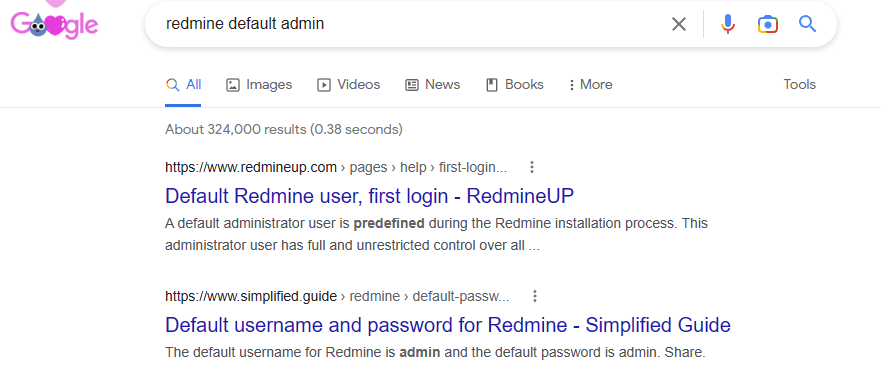 Google
redmine default admin
All Images Videos News Books More Tools
About 324,000 results (0.38 seconds)
https://www.redmineup.com › pages › help › first-login...
Default Redmine user, first login - RedmineUP
A default administrator user is predefined during the Redmine installation process. This
administrator user has full and unrestricted control over all ...
https://www.simplified.guide › redmine › default-passw...
Default username and password for Redmine - Simplified Guide
The default username for Redmine is admin and the default password is admin. Share.